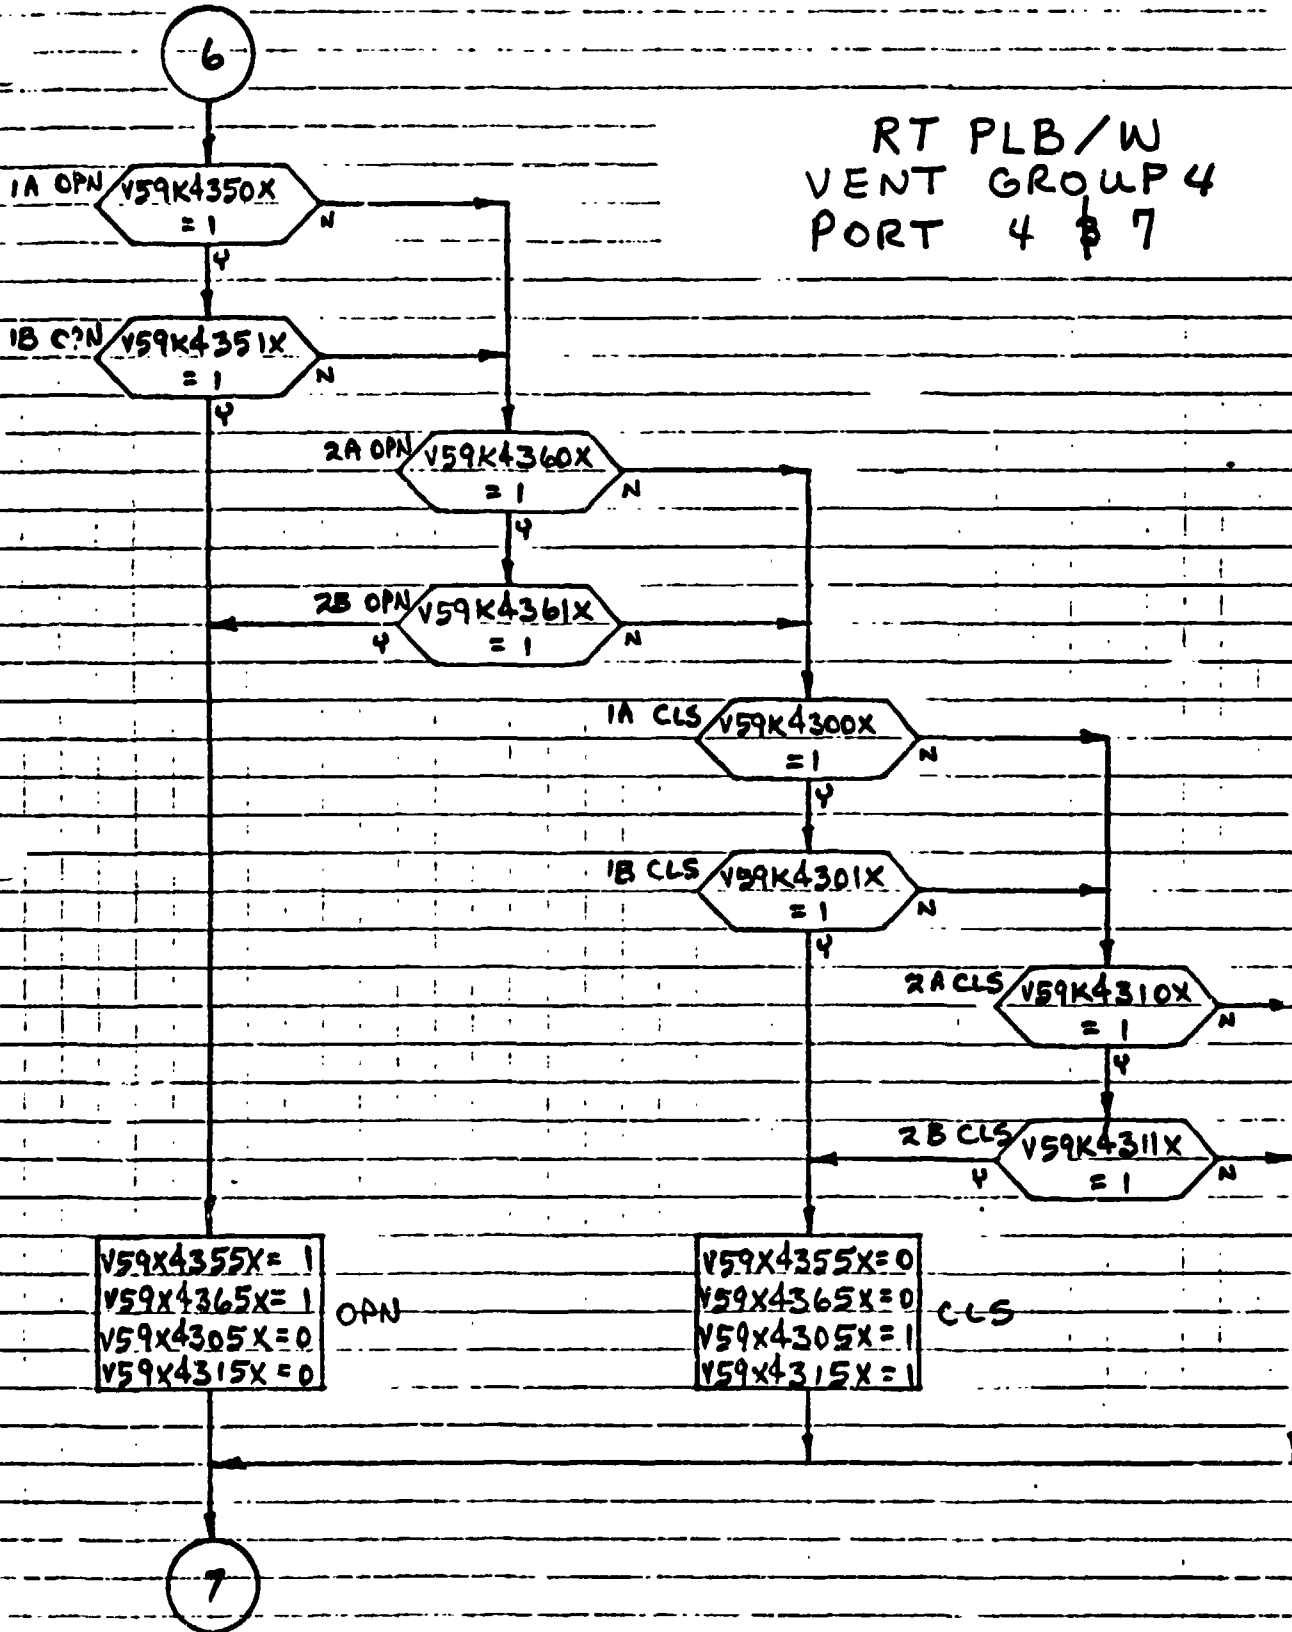 6
RT PLB/W
VENT GROUP 4
PORT 4 & 7
1A OPN
V59K4350X
= 1
N
Y
V59K4351X
= 1
N
Y
2A OPN
V59K4360X
= 1
N
Y
2B OPN
V59K4361X
= 1
Y
N
1A CLS
V59K4300X
= 1
N
Y
1B CLS
V59K4301X
= 1
N
Y
2A CLS
V59K4310X
= 1
N
Y
2B CLS
V59K4311X
= 1
Y
N
V59X4355X= 1
V59X4365X= 1
V59X4305X=0
V59X4315X=0
OPN
V59X4355X=0
V59X4365X=0
V59X4305X=1
V59X4315X=1
CLS
7